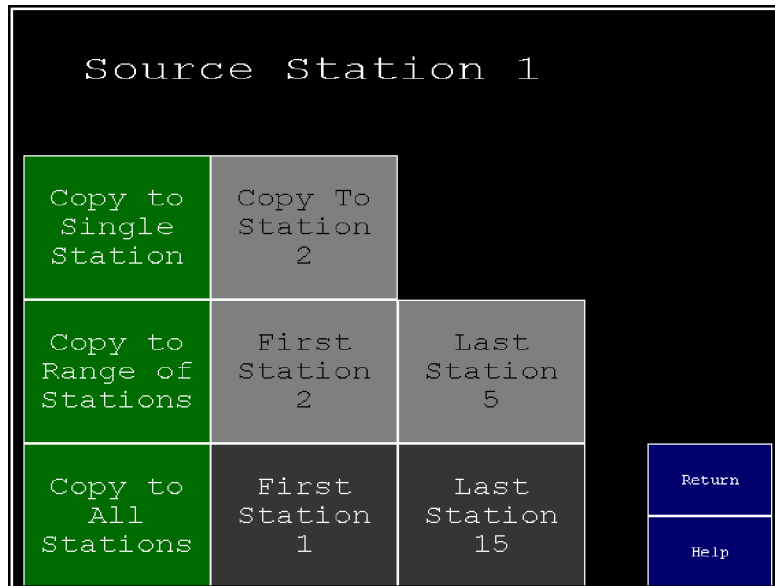 Source Station 1
Copy to
Single
Station
Copy To
Station
2
Copy to
Range of
Stations
First
Station
2
Last
Station
5
Copy to
All
Stations
First
Station
1
Last
Station
15
Return
Help